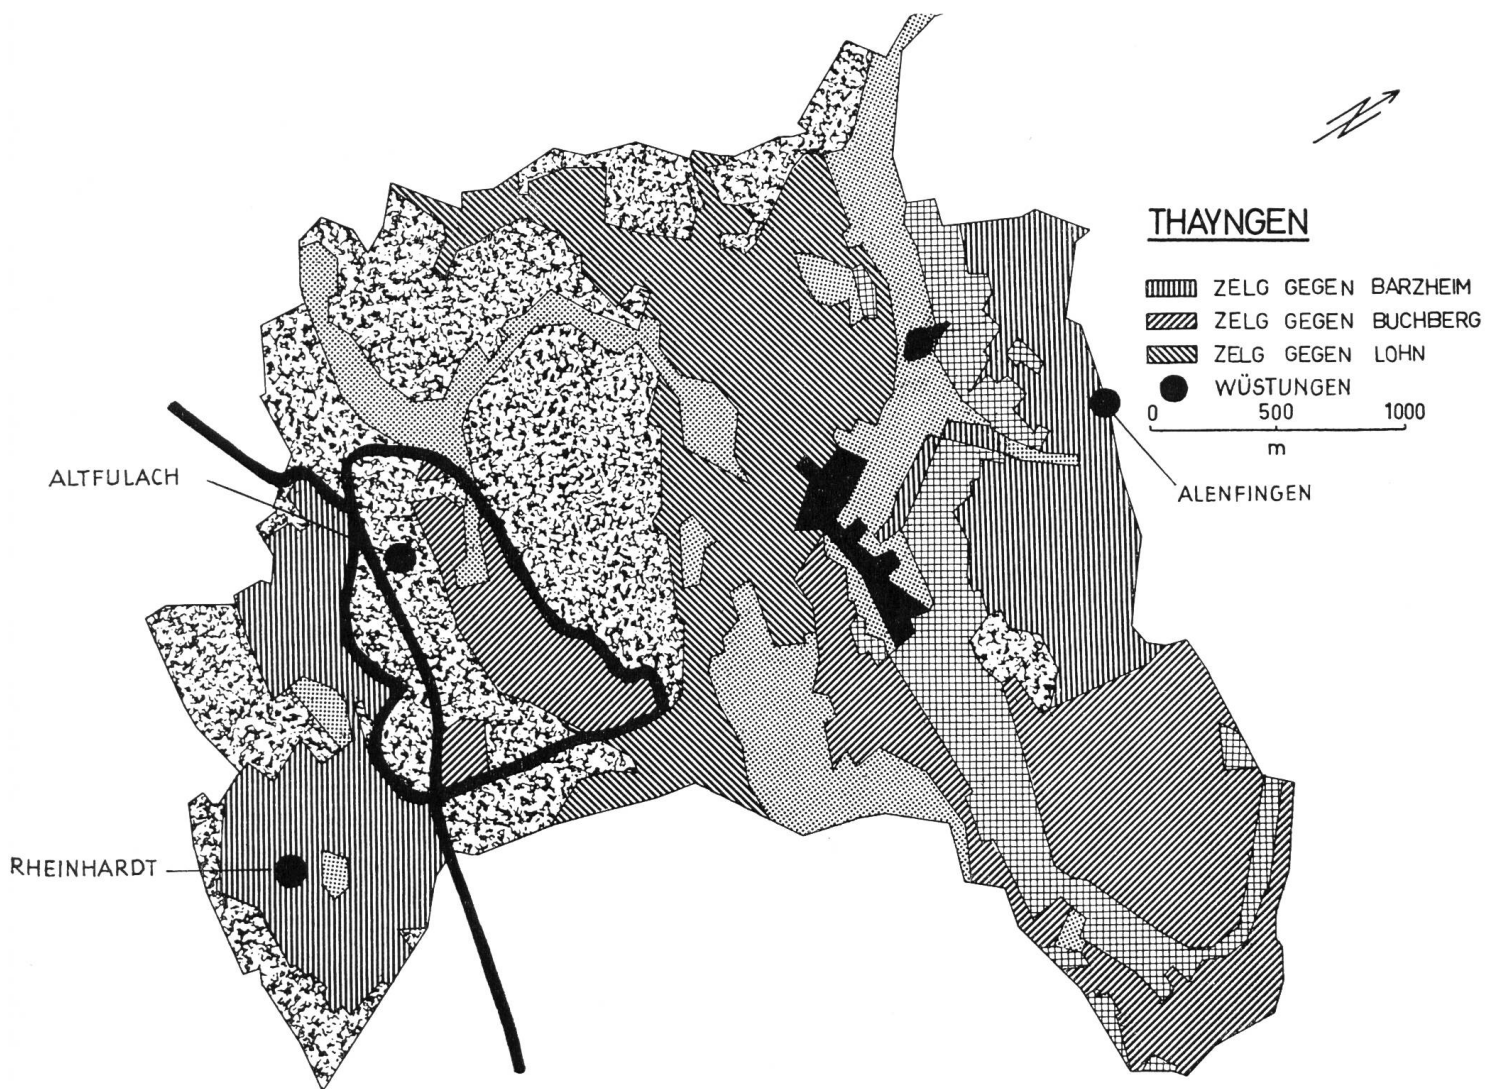 THAYNGEN
ZELG GEGEN BARZHEIM
ZELG GEGEN BUCHBERG
ZELG GEGEN LOHN
WÜSTUNGEN
0 500 1000
m
ALTFULACH
ALENFINGEN
RHEINHARDT